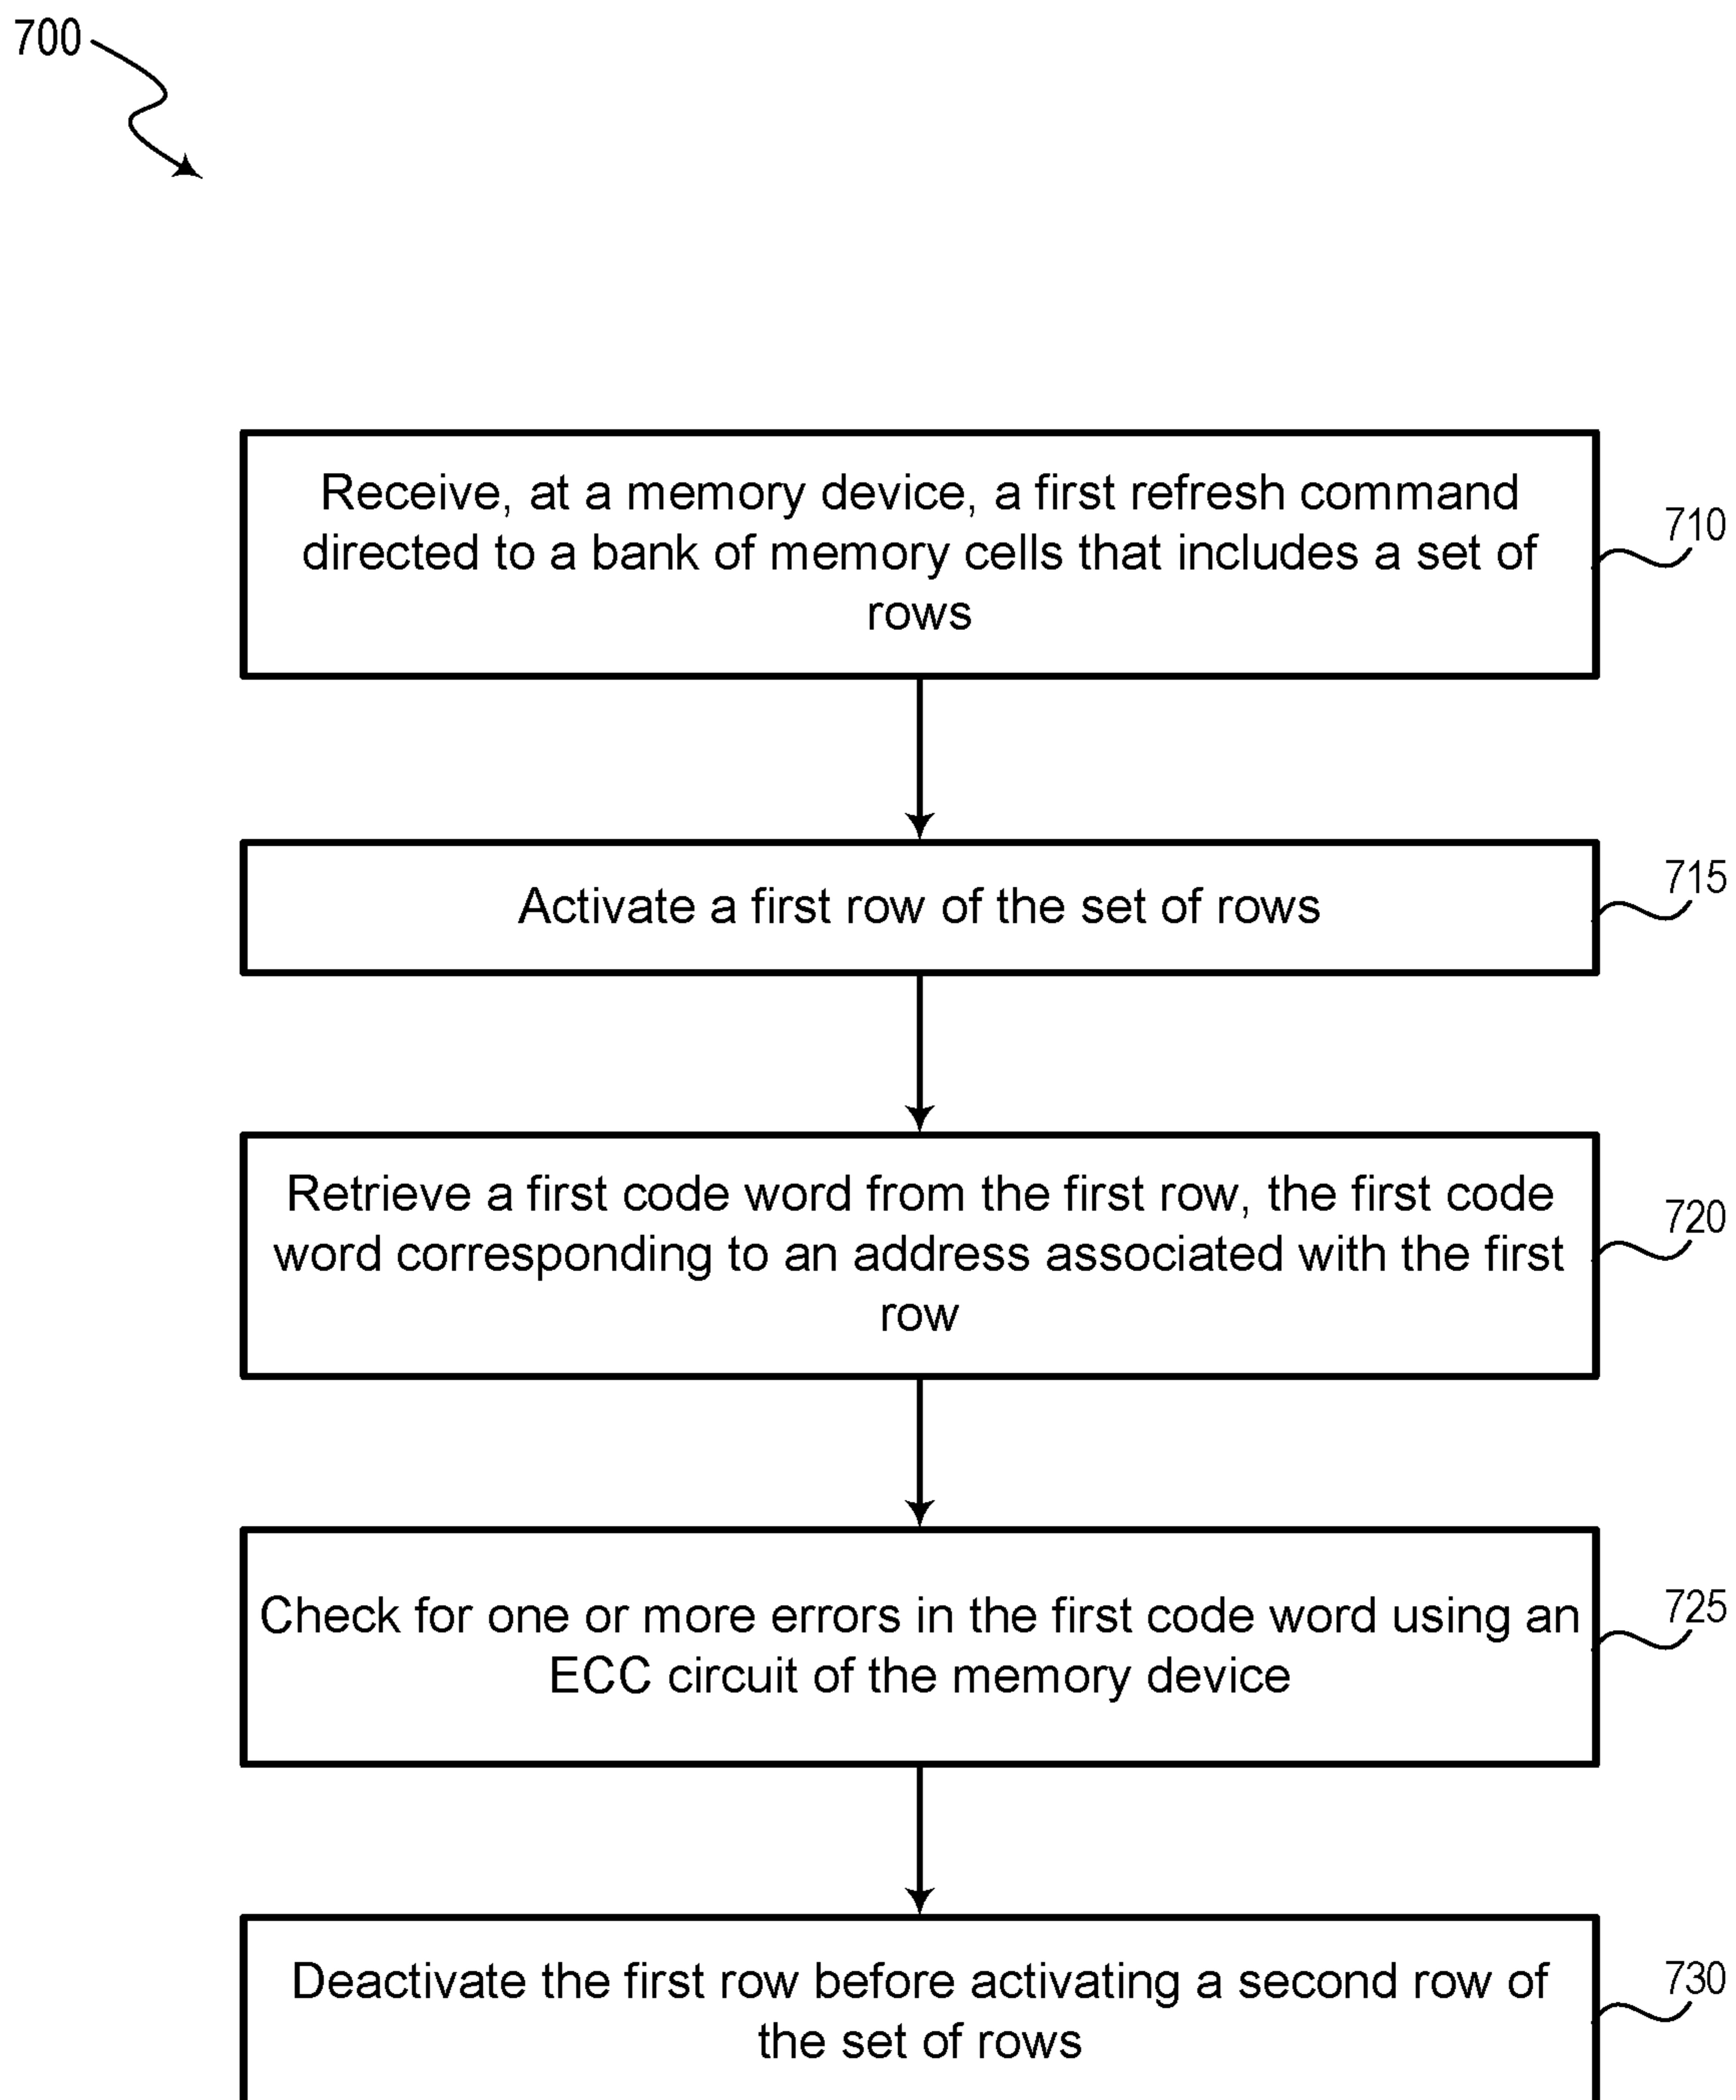 700
Receive, at a memory device, a first refresh command
directed to a bank of memory cells that includes a set of
rows
710
Activate a first row of the set of rows
715
Retrieve a first code word from the first row, the first code
word corresponding to an address associated with the first
row
720
Check for one or more errors in the first code word using an
ECC circuit of the memory device
725
Deactivate the first row before activating a second row of
the set of rows
730